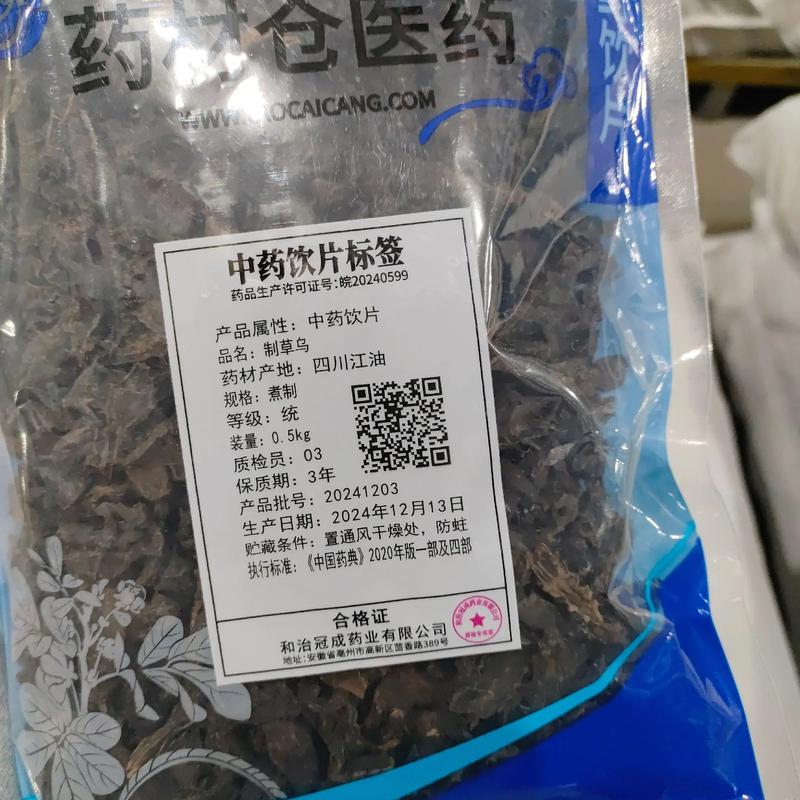 药材仓医药
WWW.YAOCAICANG.COM
饮片
中药饮片标签
药品生产许可证号:皖20240599
产品属性：中药饮片
品名：制草乌
药材产地：四川江油
规格：煮制
等级：统
装量：0.5kg
质检员：03
保质期：3年
产品批号：20241203
生产日期：2024年12月13日
贮藏条件：置通风干燥处，防蛀
执行标准：《中国药典》2020年版一部及四部
合格证
和治冠成药业有限公司
地址：安徽省亳州市高新区茴香路389号